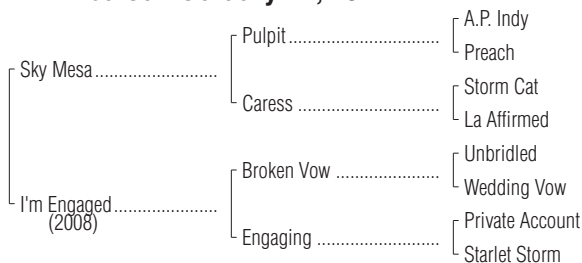 Pulpit
A.P. Indy
Preach
Sky Mesa
Caress
Storm Cat
La Affirmed
Broken Vow
Unbridled
Wedding Vow
I'm Engaged
(2008)
Engaging
Private Account
Starlet Storm